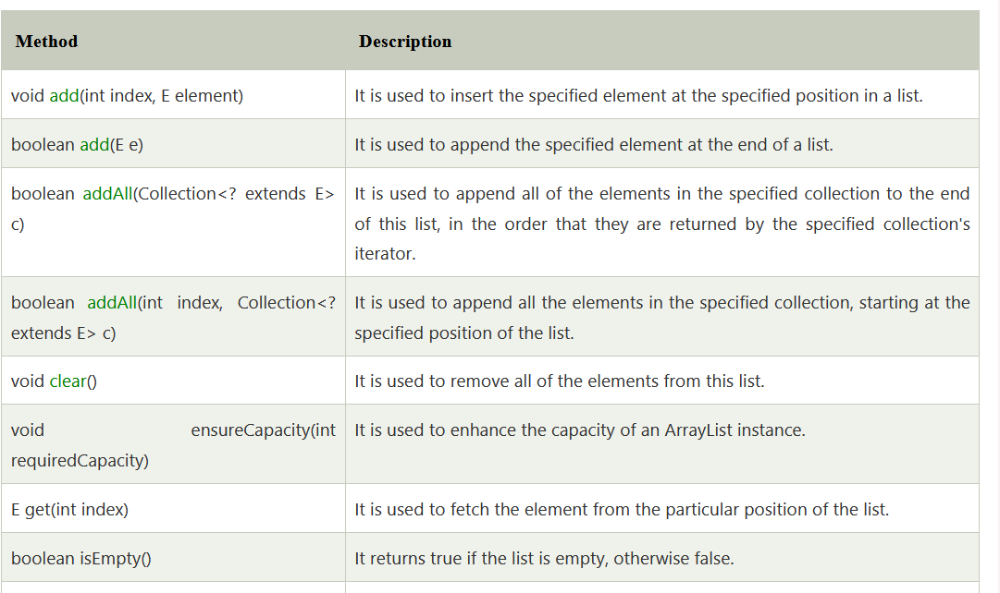 Method Description
void add(int index, E element) It is used to insert the specified element at the specified position in a list.
boolean add(E e) It is used to append the specified element at the end of a list.
boolean addAll(Collection<? extends E> It is used to append all of the elements in the specified collection to the end
c) of this list, in the order that they are returned by the specified collection's
iterator.
boolean addAll(int index, Collection<? It is used to append all the elements in the specified collection, starting at the
extends E> c) specified position of the list.
void clear() It is used to remove all of the elements from this list.
void ensureCapacity(int It is used to enhance the capacity of an ArrayList instance.
requiredCapacity)
E get(int index) It is used to fetch the element from the particular position of the list.
boolean isEmpty() It returns true if the list is empty, otherwise false.